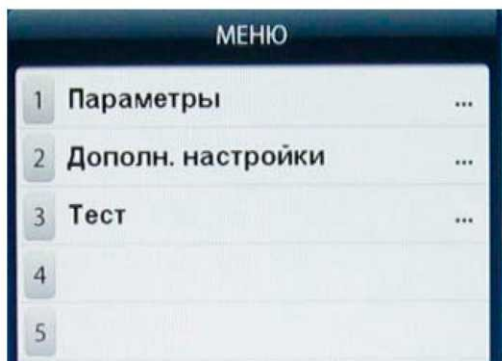 МЕНЮ
1 Параметры ...
2 Дополн. настройки ...
3 Тест ...
4
5